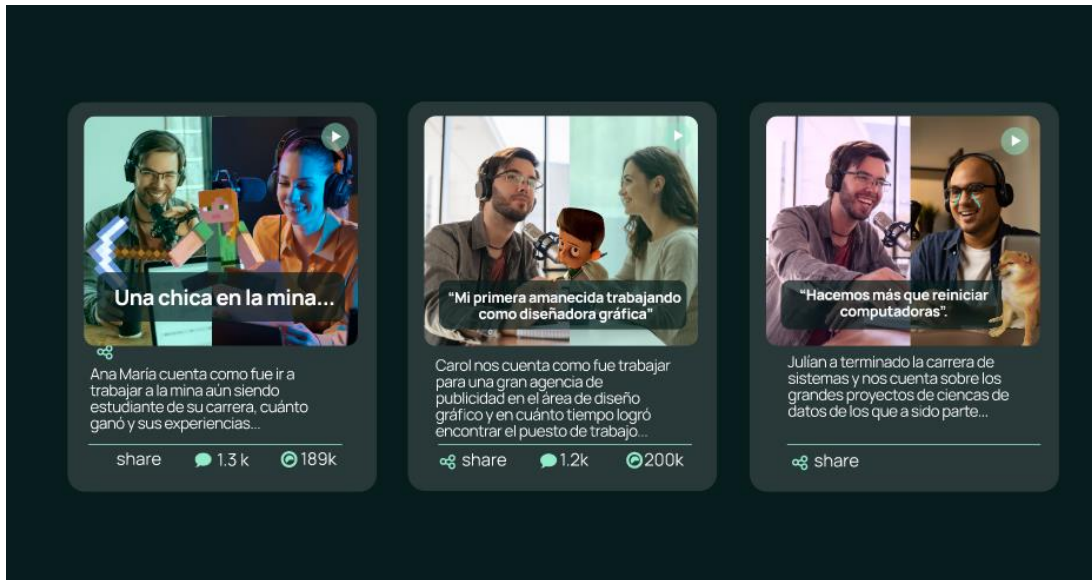 Una chica en la mina...
Ana María cuenta como fue ir a
trabajar a la mina aún siendo
estudiante de su carrera, cuánto
ganó y sus experiencias...
share 1.3 k 189k
“Mi primera amanecida trabajando
como diseñadora gráfica”
Carol nos cuenta como fue trabajar
para una gran agencia de
publicidad en el área de diseño
gráfico y en cuánto tiempo logró
encontrar el puesto de trabajo...
share 1.2k 200k
“Hacemos más que reiniciar
computadoras”.
Julían a terminado la carrera de
sistemas y nos cuenta sobre los
grandes proyectos de ciencas de
datos de los que a sido parte...
share